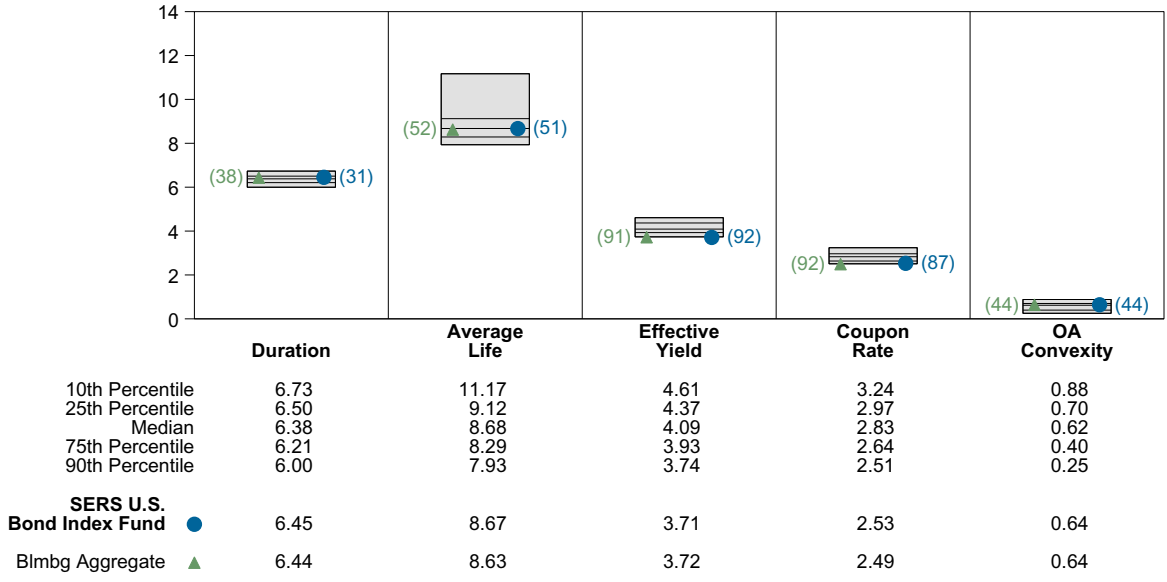 14
12
10
8
6
4
2
0
(38) (31)
(52) (51)
(91) (92)
(92) (87)
(44) (44)
Duration
Average
Life
Effective
Yield
Coupon
Rate
OA
Convexity
10th Percentile 6.73 11.17 4.61 3.24 0.88
25th Percentile 6.50 9.12 4.37 2.97 0.70
Median 6.38 8.68 4.09 2.83 0.62
75th Percentile 6.21 8.29 3.93 2.64 0.40
90th Percentile 6.00 7.93 3.74 2.51 0.25
SERS U.S.
Bond Index Fund 6.45 8.67 3.71 2.53 0.64
Blmbg Aggregate 6.44 8.63 3.72 2.49 0.64